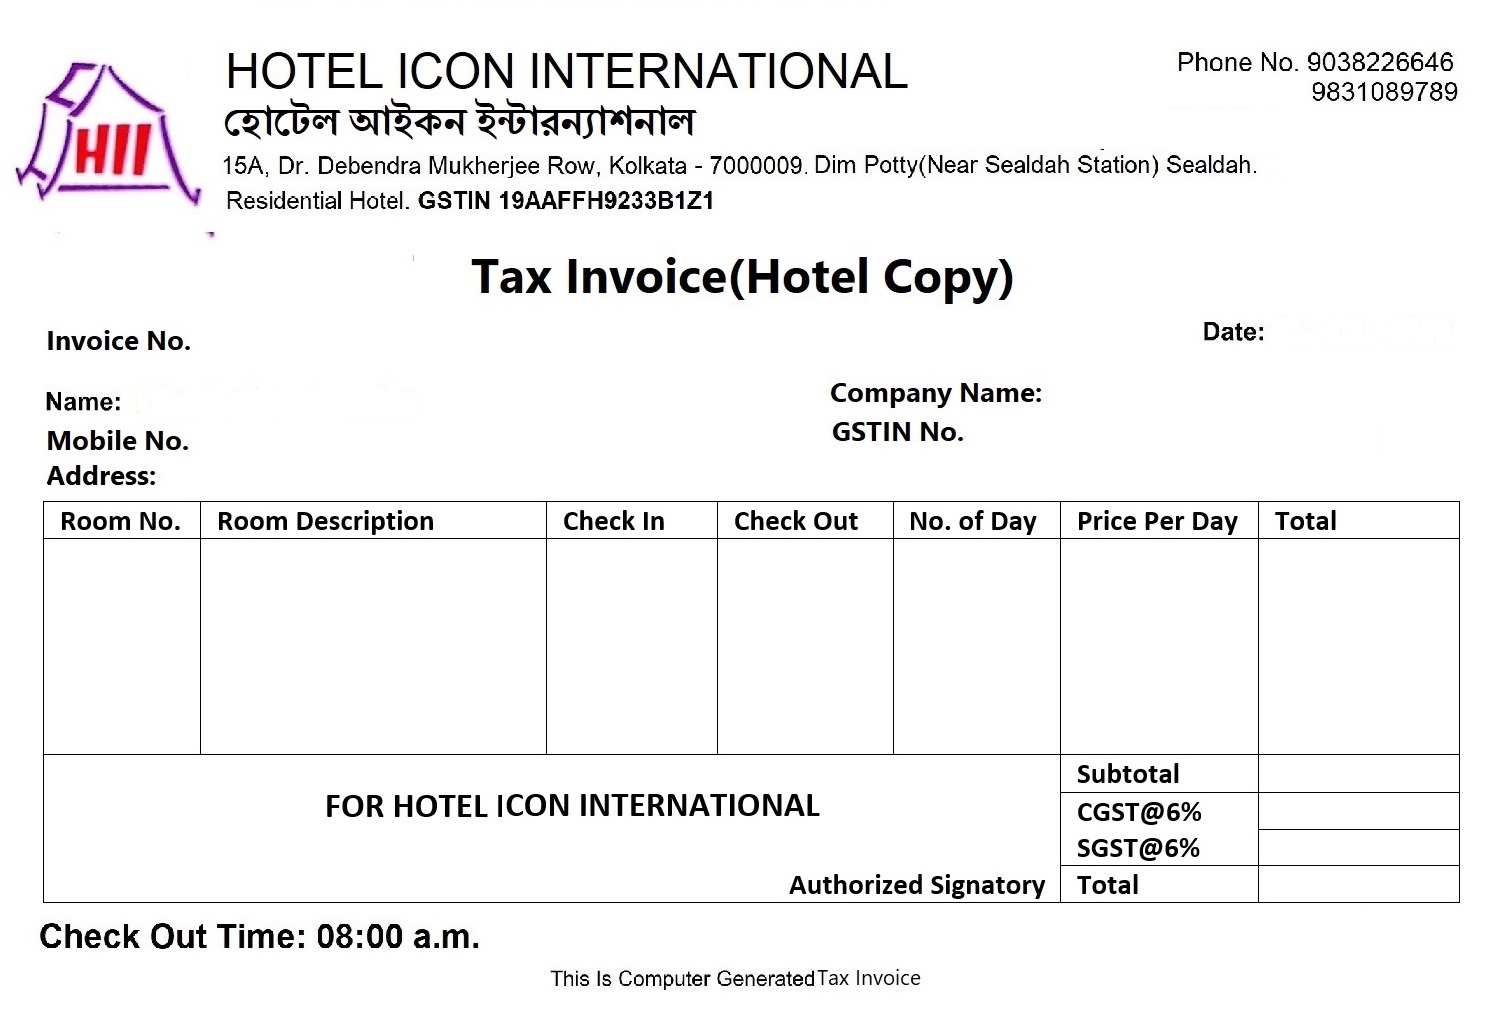 HII
HOTEL ICON INTERNATIONAL
হোটেল আইকন ইন্টারন্যাশনাল
15A, Dr. Debendra Mukherjee Row, Kolkata - 7000009. Dim Potty(Near Sealdah Station) Sealdah.
Residential Hotel. GSTIN 19AAFFH9233B1Z1
Phone No. 9038226646
9831089789
Tax Invoice(Hotel Copy)
Invoice No.
Date:
Name:
Company Name:
Mobile No.
GSTIN No.
Address:
Room No. Room Description Check In Check Out No. of Day Price Per Day Total
Subtotal
FOR HOTEL ICON INTERNATIONAL
CGST@6%
SGST@6%
Authorized Signatory Total
Check Out Time: 08:00 a.m.
This Is Computer Generated Tax Invoice